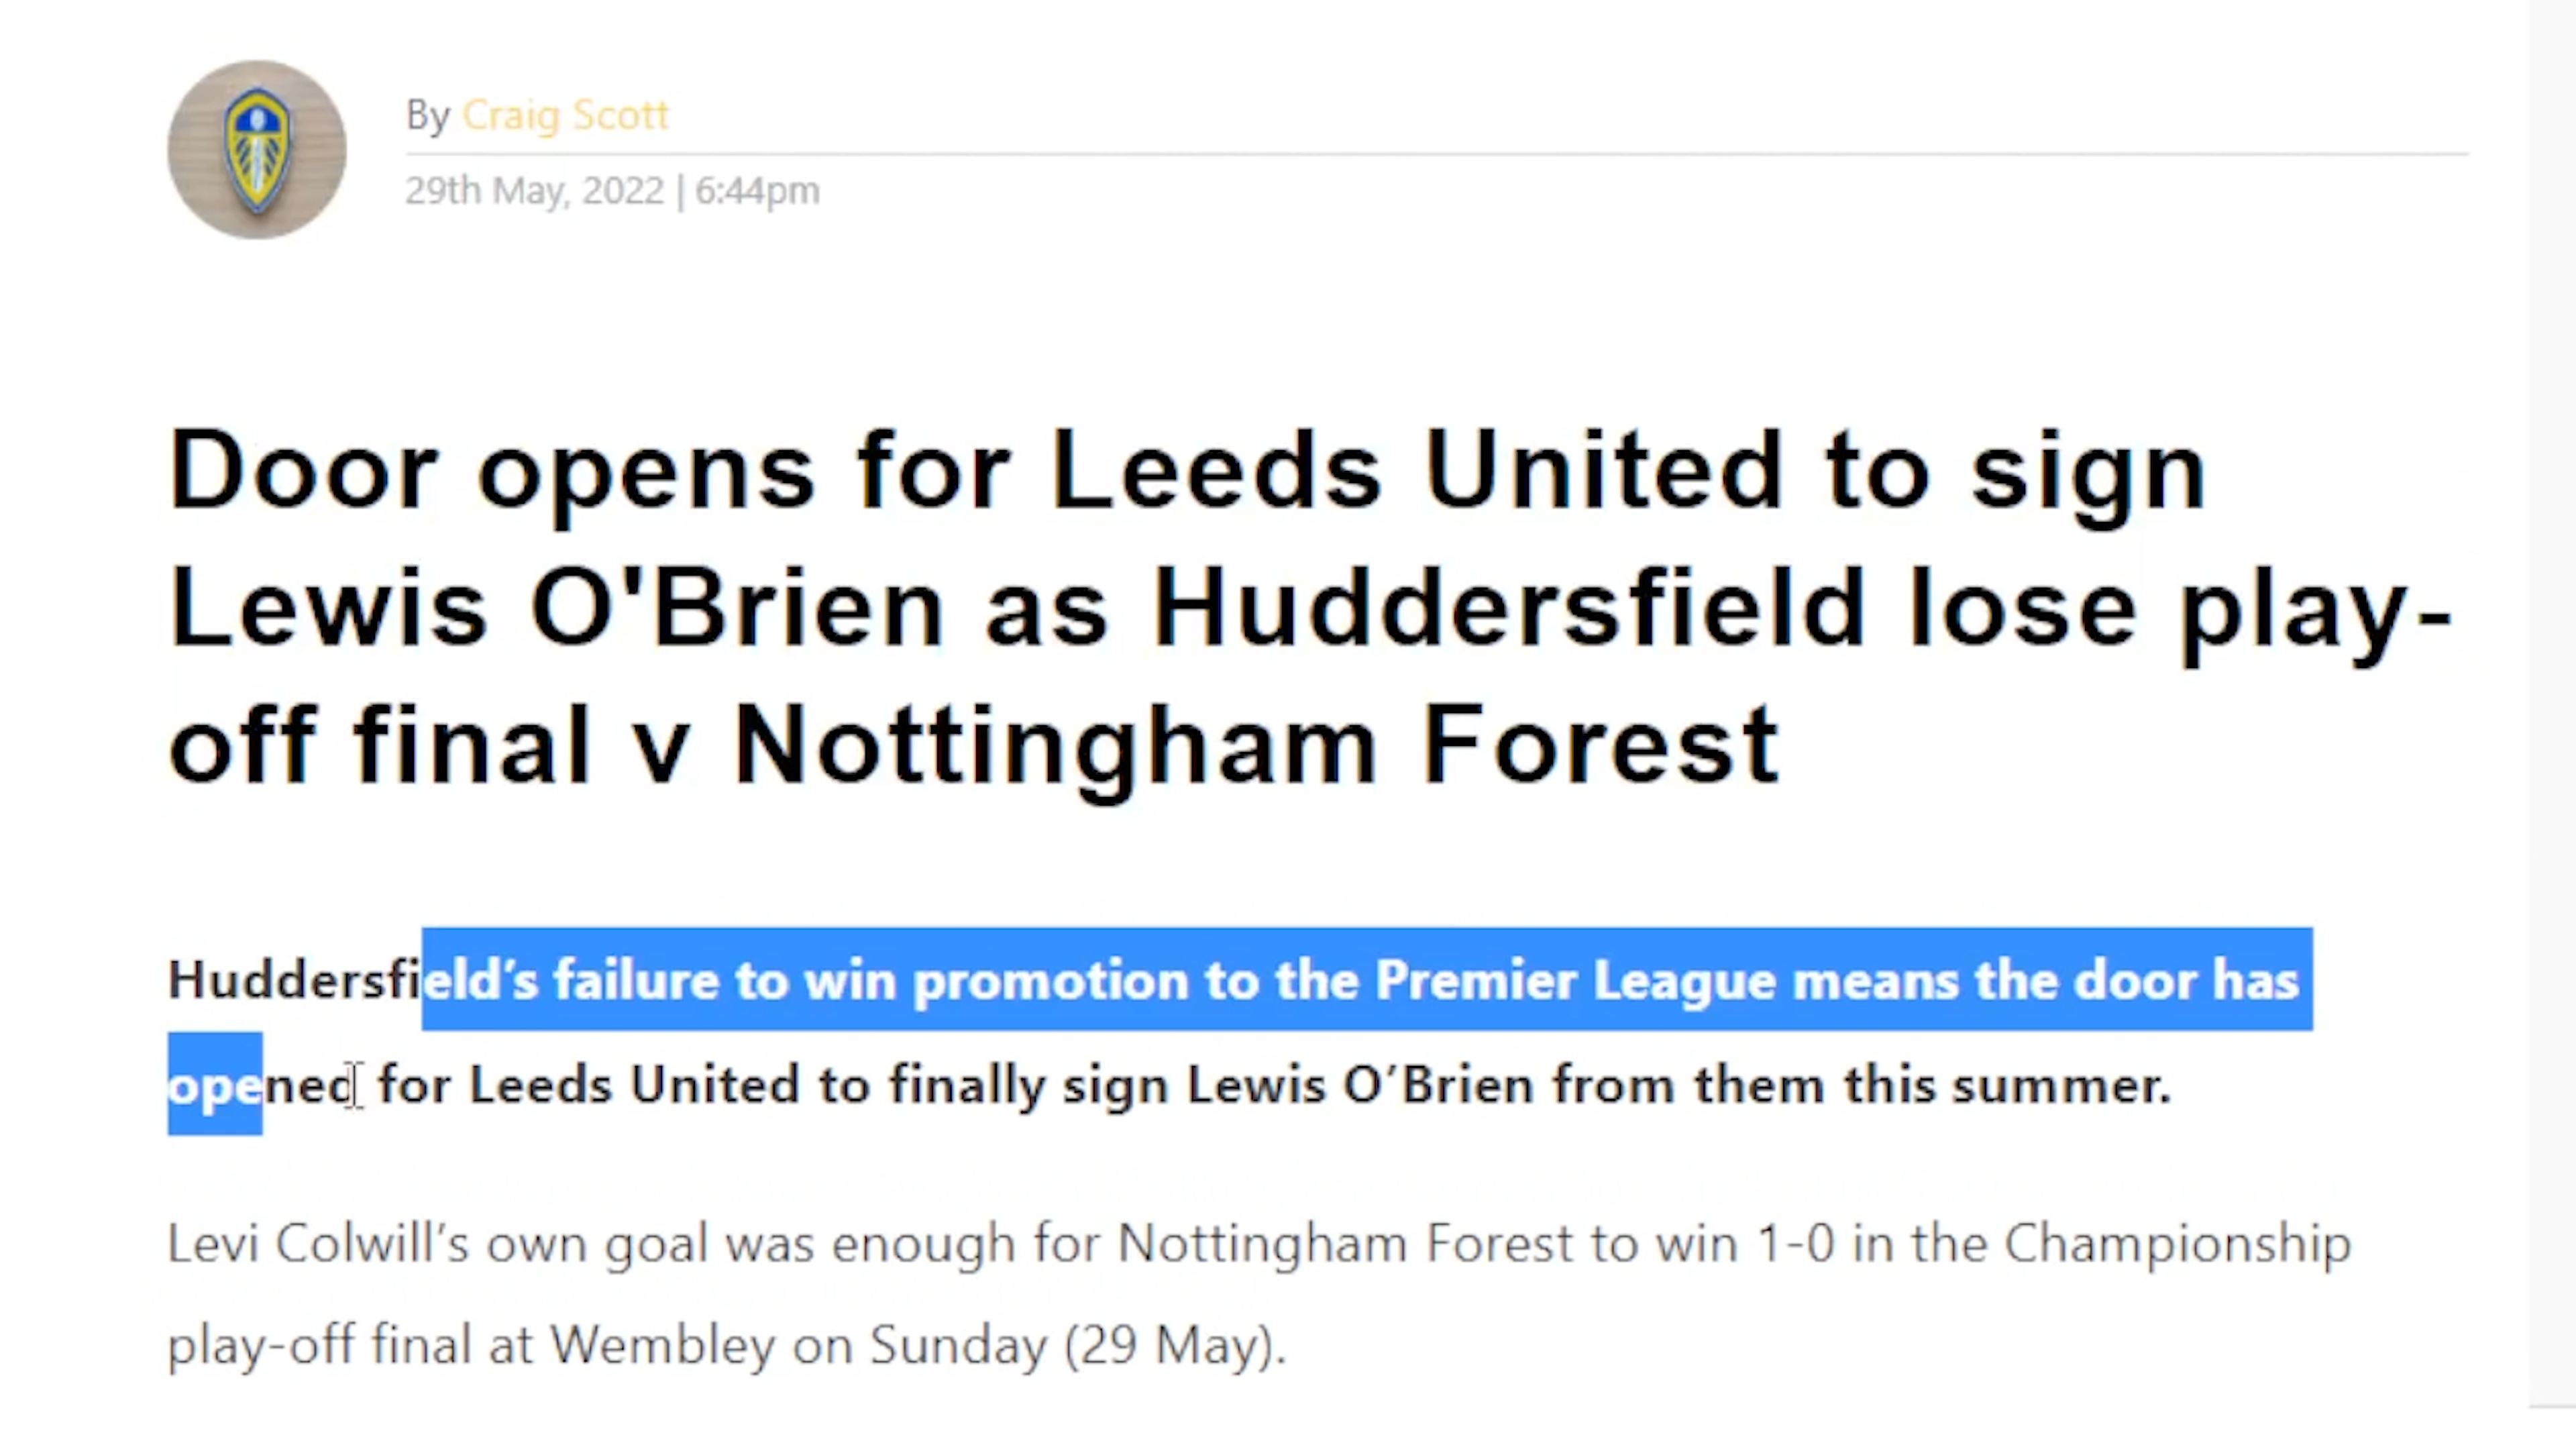 By Craig Scott
29th May, 2022 | 6:44pm
Door opens for Leeds United to sign
Lewis O'Brien as Huddersfield lose play-
off final v Nottingham Forest
Huddersfield’s failure to win promotion to the Premier League means the door has
opened for Leeds United to finally sign Lewis O’Brien from them this summer.
Levi Colwill’s own goal was enough for Nottingham Forest to win 1-0 in the Championship
play-off final at Wembley on Sunday (29 May).